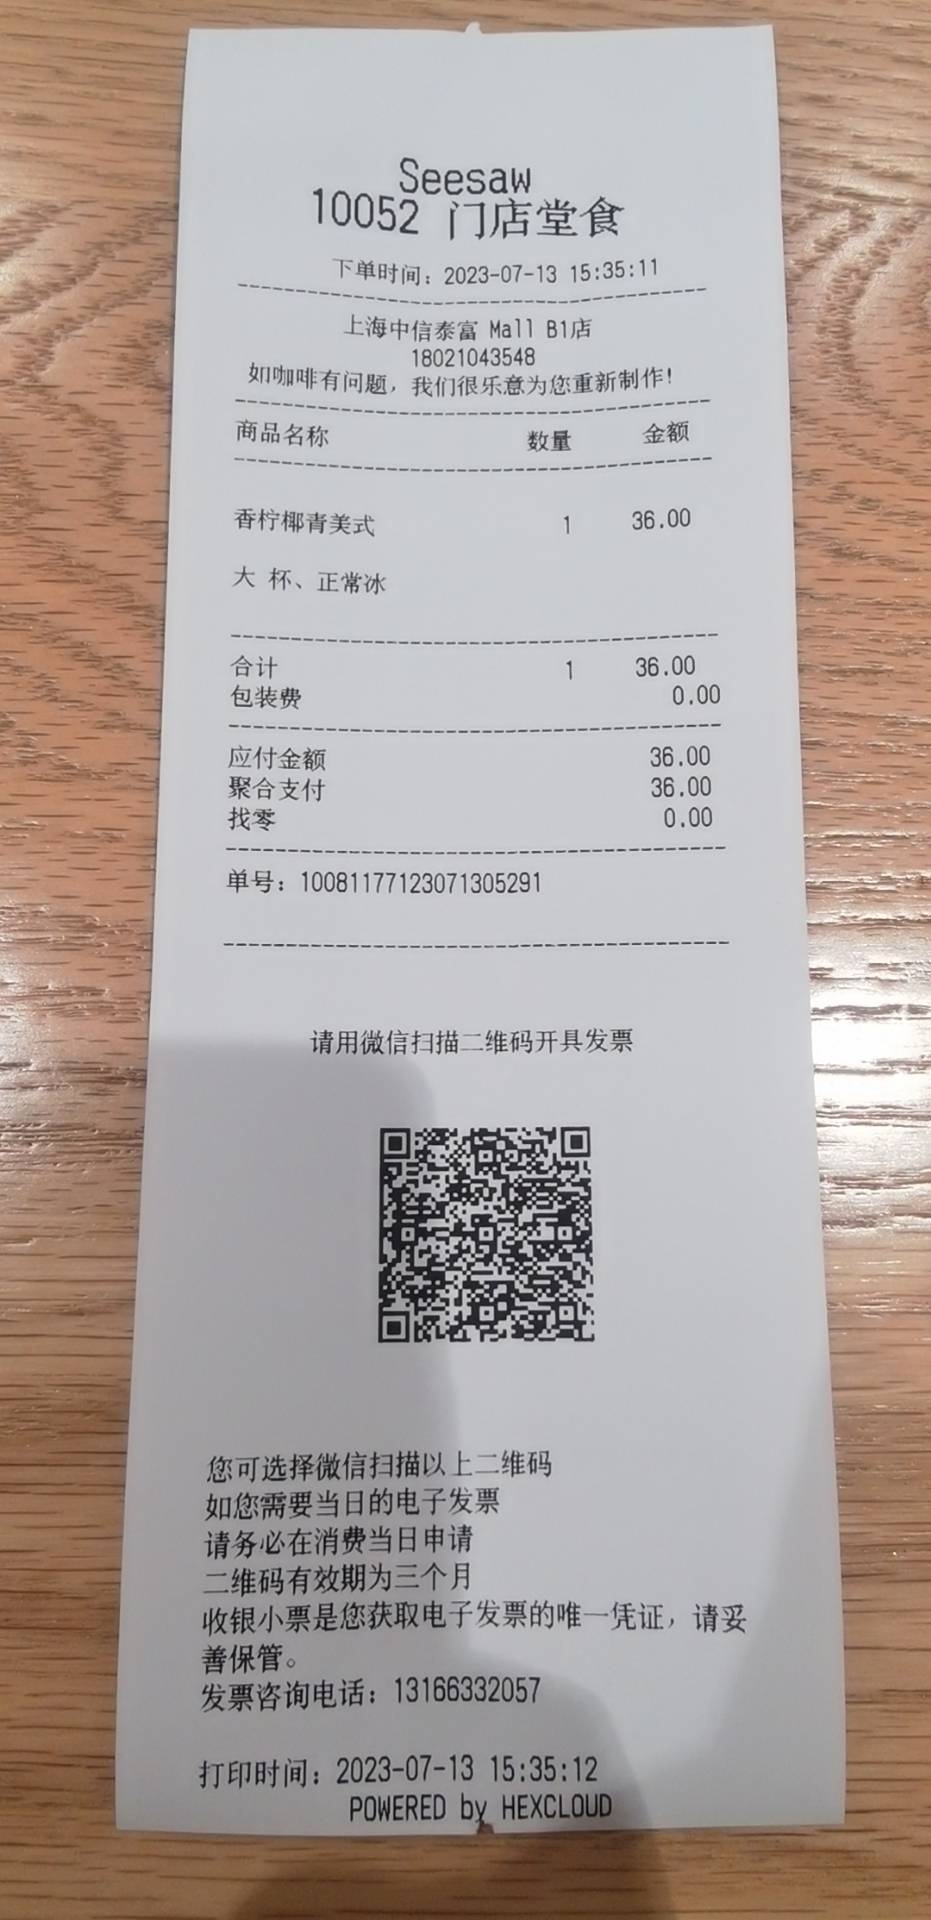 Seesaw
10052 门店堂食
下单时间：2023-07-13 15:35:11
上海中信泰富 Mall B1店
18021043548
如咖啡有问题，我们很乐意为您重新制作！
商品名称 数量 金额
香柠椰青美式 1 36.00
大 杯、正常冰
合计 1 36.00
包装费 0.00
应付金额 36.00
聚合支付 36.00
找零 0.00
单号：10081177123071305291
请用微信扫描二维码开具发票
您可选择微信扫描以上二维码
如您需要当日的电子发票
请务必在消费当日申请
二维码有效期为三个月
收银小票是您获取电子发票的唯一凭证，请妥
善保管。
发票咨询电话：13166332057
打印时间：2023-07-13 15:35:12
POWERED by HEXCLOUD